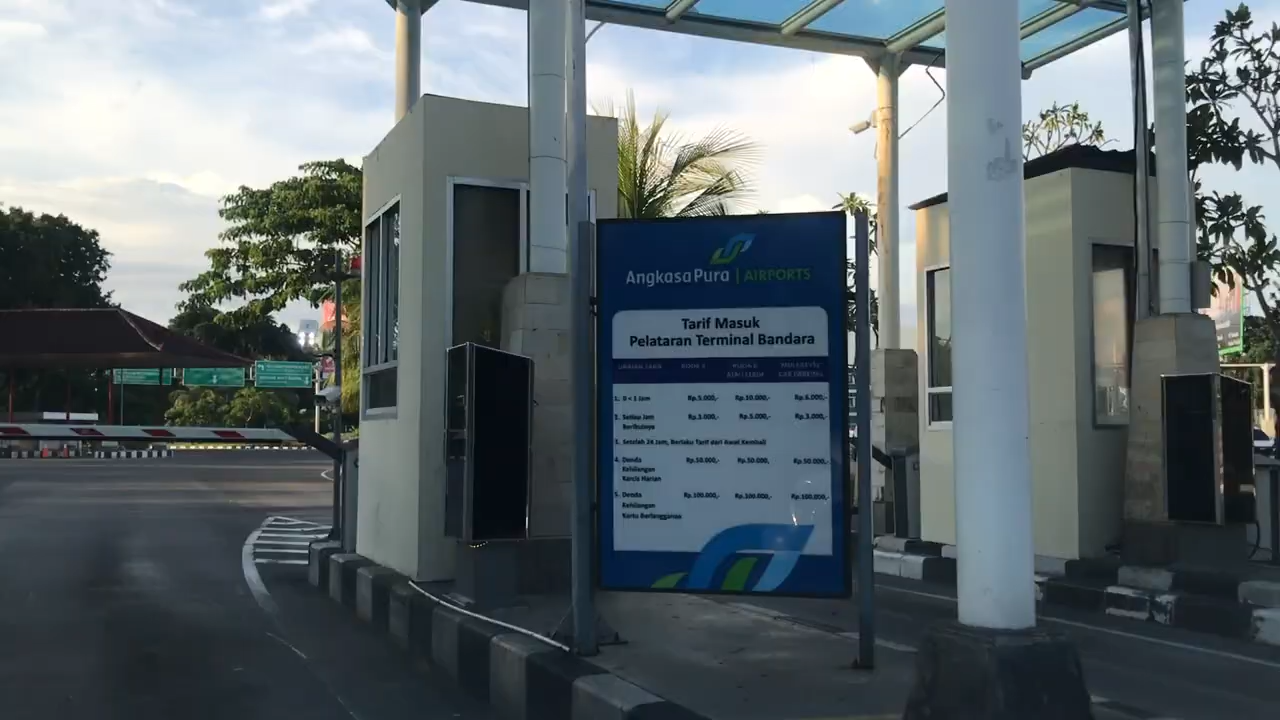 AngkasaPura | AIRPORTS
Tarif Masuk
Pelataran Terminal Bandara
1. 0 < 1 Jam Rp.5.000,- Rp.10.000,- Rp.6.000,-
2. Setiap Jam Rp.3.000,- Rp.5.000,- Rp.3.000,-
Berikutnya
3. Setelah 24 Jam, Berlaku Tarif dari Awal Kembali
4. Denda Rp.50.000,- Rp.50.000, Rp.50.000,-
Kehilangan
Karcis Harian
5. Denda Rp.100.000,- Rp.100.000,- Rp.100.000,-
Kehilangan
Kartu Berlangganan